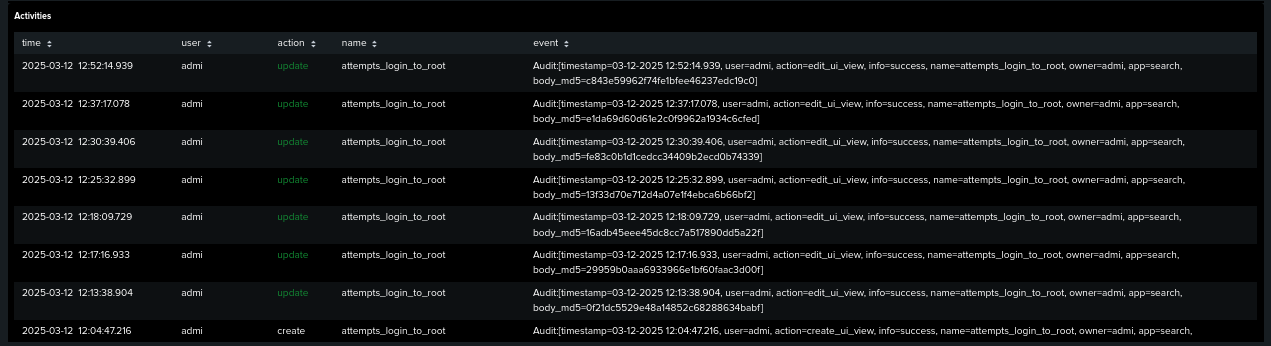 Activities
time user action name event
2025-03-12 12:52:14.939 admi update attempts_login_to_root Audit:[timestamp=03-12-2025 12:52:14.939, user=admi, action=edit_ui_view, info=success, name=attempts_login_to_root, owner=admi, app=search,
body_md5=c843e59962f74fe1bfee46237edc19c0]
2025-03-12 12:37:17.078 admi update attempts_login_to_root Audit:[timestamp=03-12-2025 12:37:17.078, user=admi, action=edit_ui_view, info=success, name=attempts_login_to_root, owner=admi, app=search,
body_md5=e1da69d60d61e2c0f9962a1934c6cfed]
2025-03-12 12:30:39.406 admi update attempts_login_to_root Audit:[timestamp=03-12-2025 12:30:39.406, user=admi, action=edit_ui_view, info=success, name=attempts_login_to_root, owner=admi, app=search,
body_md5=fe83c0b1d1cedcc34409b2ecd0b74339]
2025-03-12 12:25:32.899 admi update attempts_login_to_root Audit:[timestamp=03-12-2025 12:25:32.899, user=admi, action=edit_ui_view, info=success, name=attempts_login_to_root, owner=admi, app=search,
body_md5=13f33d70e712d4a07e1f4ebca6b66bf2]
2025-03-12 12:18:09.729 admi update attempts_login_to_root Audit:[timestamp=03-12-2025 12:18:09.729, user=admi, action=edit_ui_view, info=success, name=attempts_login_to_root, owner=admi, app=search,
body_md5=16adb45eee45dc8cc7a517890dd5a22f]
2025-03-12 12:17:16.933 admi update attempts_login_to_root Audit:[timestamp=03-12-2025 12:17:16.933, user=admi, action=edit_ui_view, info=success, name=attempts_login_to_root, owner=admi, app=search,
body_md5=29959b0aaa6933966e1bf60faac3d00f]
2025-03-12 12:13:38.904 admi update attempts_login_to_root Audit:[timestamp=03-12-2025 12:13:38.904, user=admi, action=edit_ui_view, info=success, name=attempts_login_to_root, owner=admi, app=search,
body_md5=0f21dc5529e48a14852c68288634babf]
2025-03-12 12:04:47.216 admi create attempts_login_to_root Audit:[timestamp=03-12-2025 12:04:47.216, user=admi, action=create_ui_view, info=success, name=attempts_login_to_root, owner=admi, app=search,